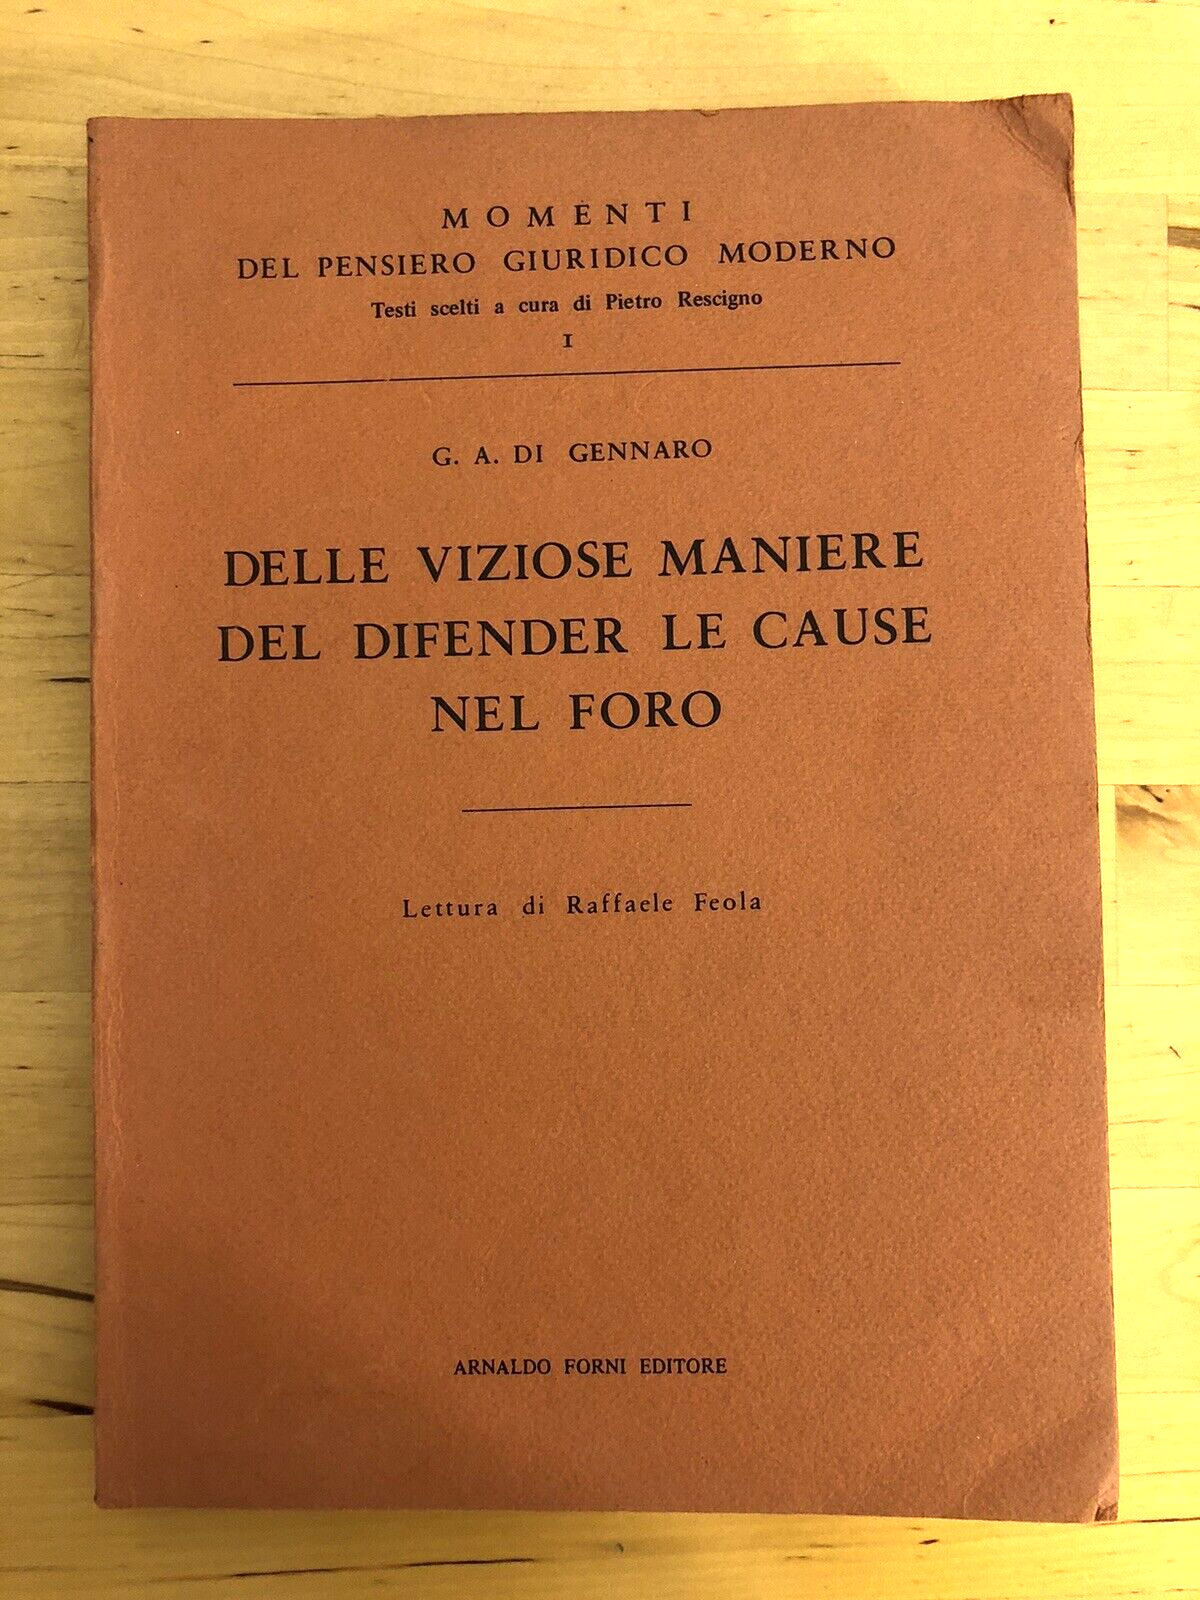 MOMENTI
DEL PENSIERO GIURIDICO MODERNO
Testi scelti a cura di Pietro Rescigno
I
G. A. DI GENNARO
DELLE VIZIOSE MANIERE
DEL DIFENDER LE CAUSE
NEL FORO
Lettura di Raffaele Feola
ARNALDO FORNI EDITORE